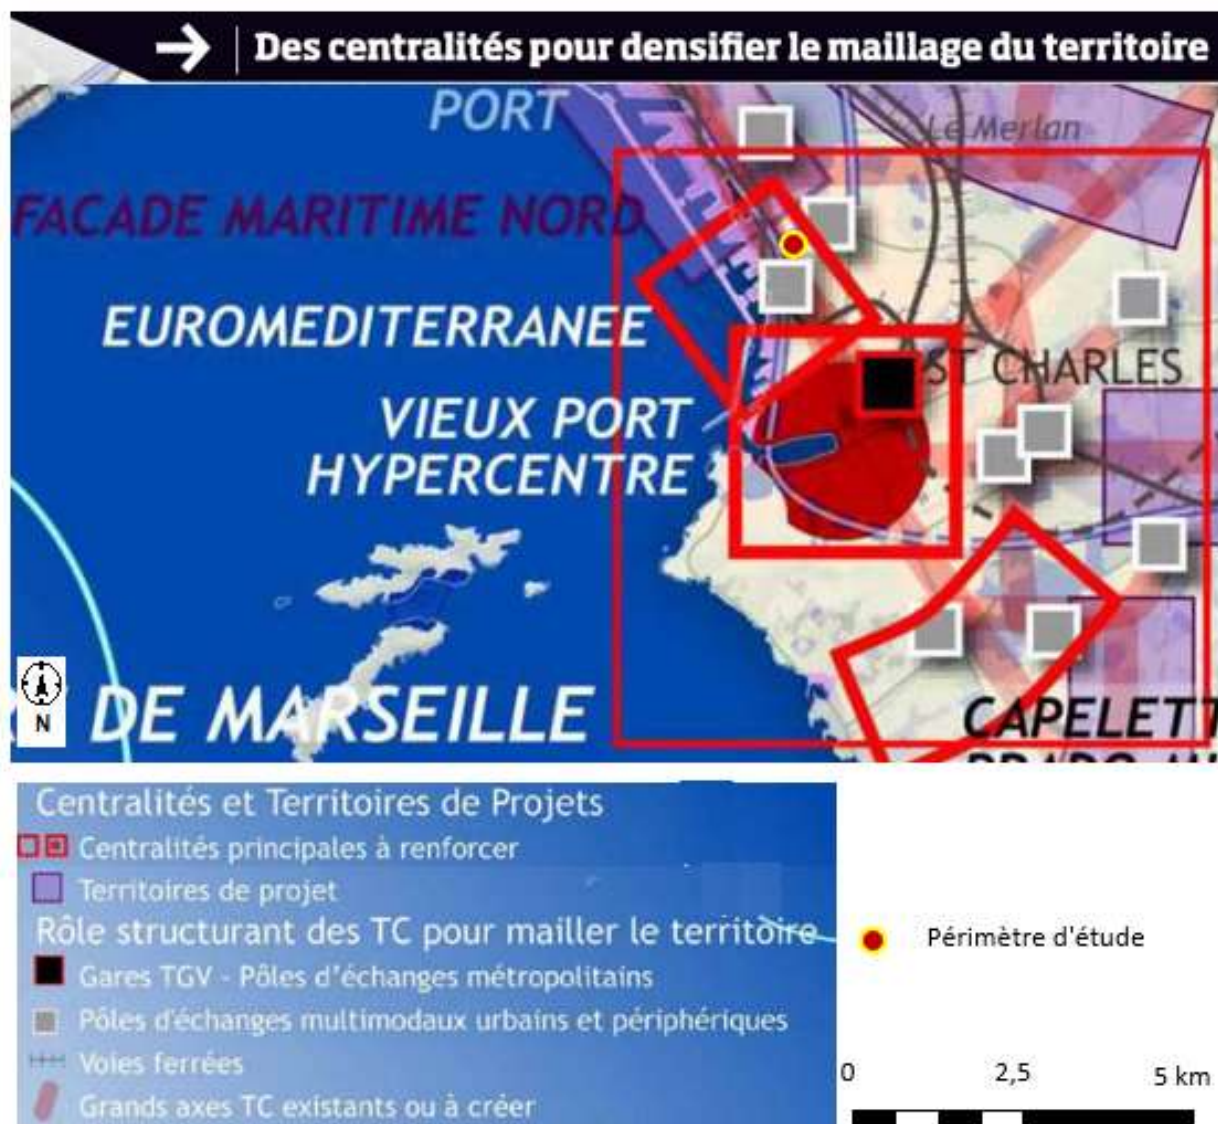 Des centralités pour densifier le maillage du territoire
PORT
Le Merlan
FACADE MARITIME NORD
EUROMEDITERRANEE
ST CHARLES
VIEUX PORT
HYPERCENTRE
N
DE MARSEILLE
CAPELETT
Centralités et Territoires de Projets
Centralités principales à renforcer
Territoires de projet
Rôle structurant des TC pour mailler le territoire
Gares TGV - Pôles d'échanges métropolitains
Pôles d'échanges multimodaux urbains et périphériques
Voies ferrées
Grands axes TC existants ou à créer
Périmètre d'étude
0 2,5 5 km